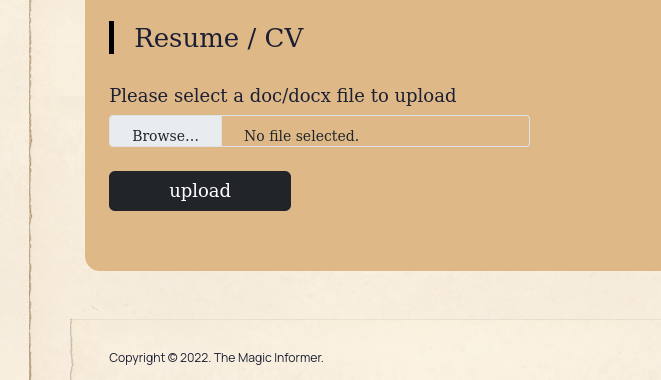 Resume / CV
Please select a doc/docx file to upload
Browse... No file selected.
upload
Copyright © 2022. The Magic Informer.